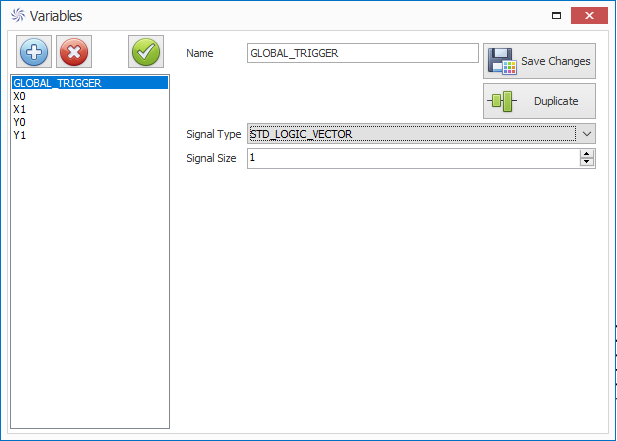 Variables
Name
GLOBAL_TRIGGER
Save Changes
GLOBAL_TRIGGER
X0
X1
Y0
Y1
Duplicate
Signal Type
STD_LOGIC_VECTOR
Signal Size
1